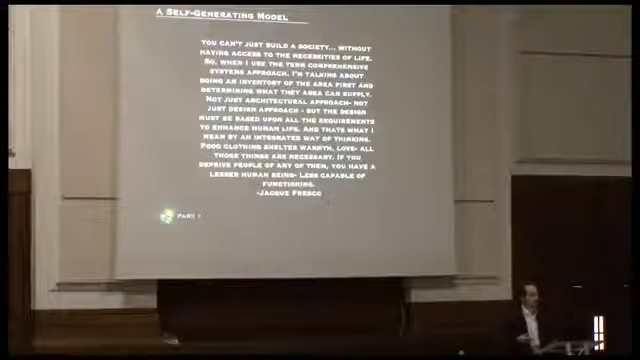 A Self-Generating Model
You can't just build a society... without
having access to the necessities of life.
So, when I use the term comprehensive
systems approach, I'm talking about
doing an inventory of the area first and
determining what they area can supply.
Not just architectural approach- not
just design approach - but the design
must be based upon all the requirements
to enhance human life. And thats what I
mean by an integrated way of thinking.
Food clothing shelter warmth, love- all
those things are necessary. If you
deprive people of any of them, you have a
lesser human being- less capable of
functioning.
-Jacque Fresco
Part 1